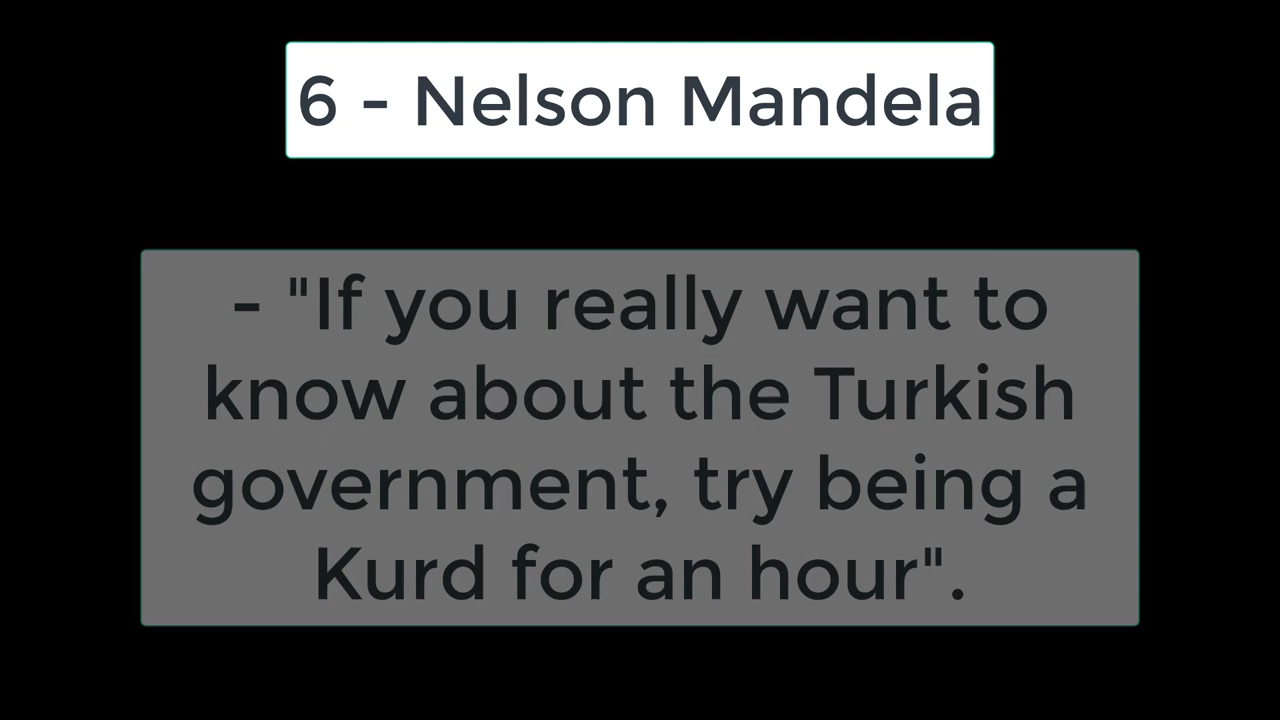 6 - Nelson Mandela
- "If you really want to
know about the Turkish
government, try being a
Kurd for an hour".